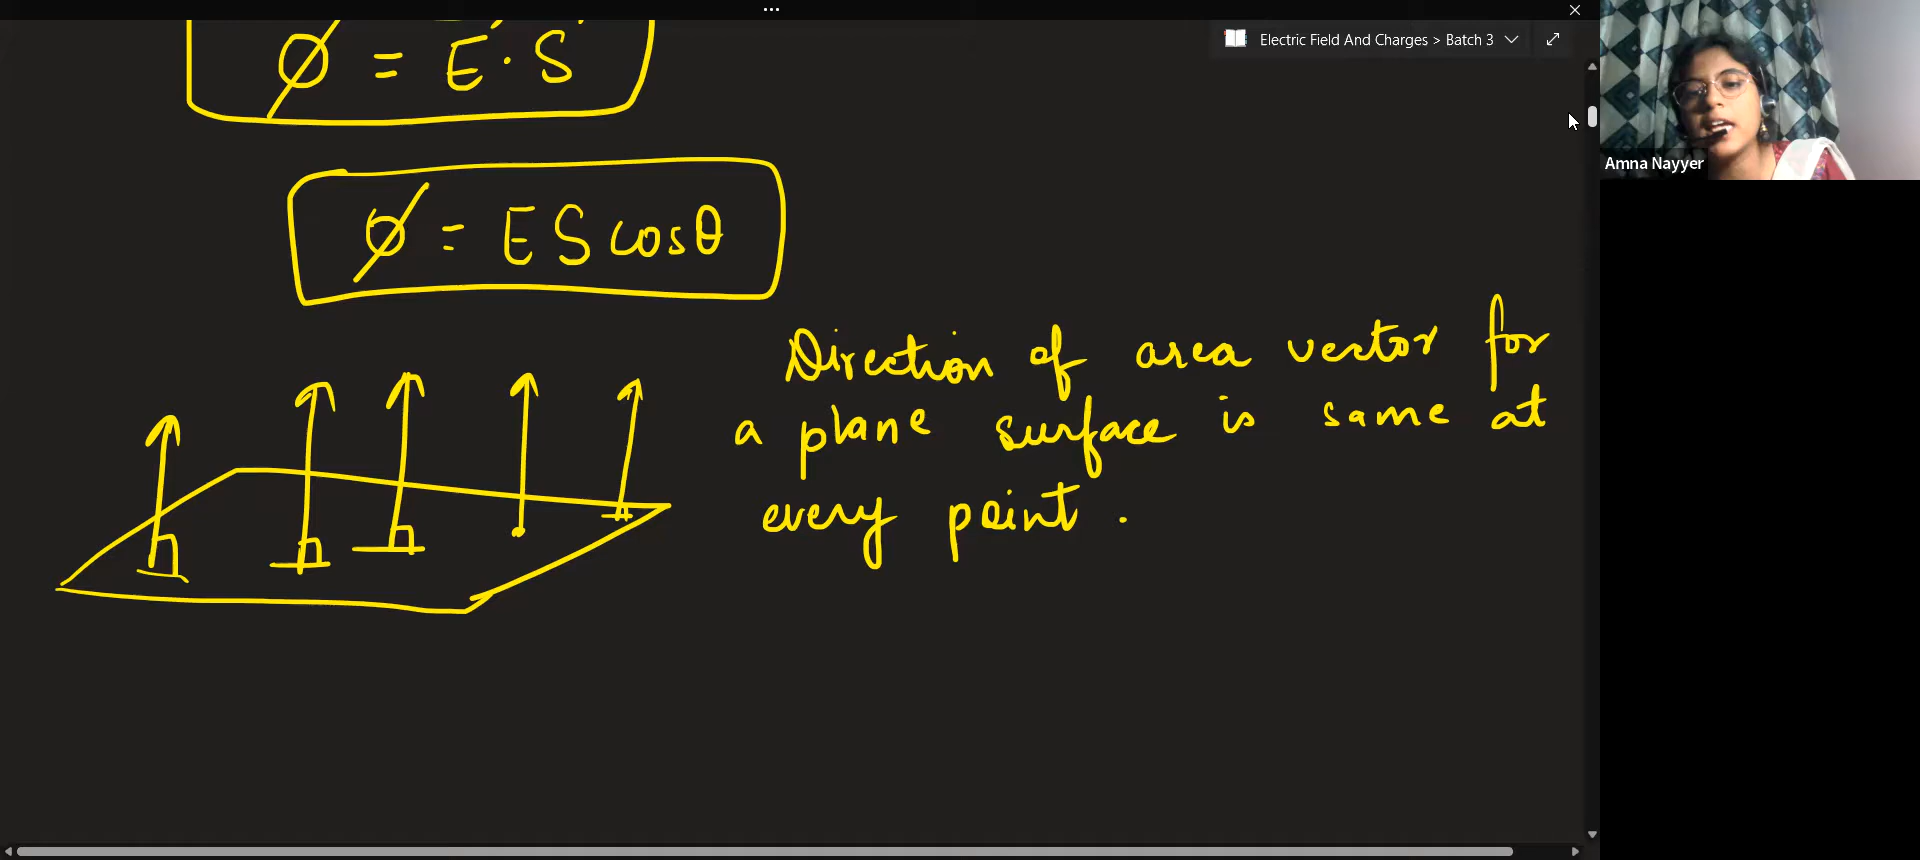 Electric Field And Charges > Batch 3
Amna Nayyer
∅ = E · S
∅ = E S cosθ
Direction of area vector for
a plane surface is same at
every point .